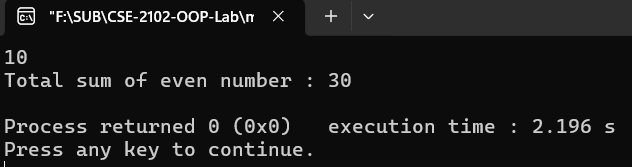 "F:\SUB\CSE-2102-OOP-Lab\m
10
Total sum of even number : 30
Process returned 0 (0x0)   execution time : 2.196 s
Press any key to continue.